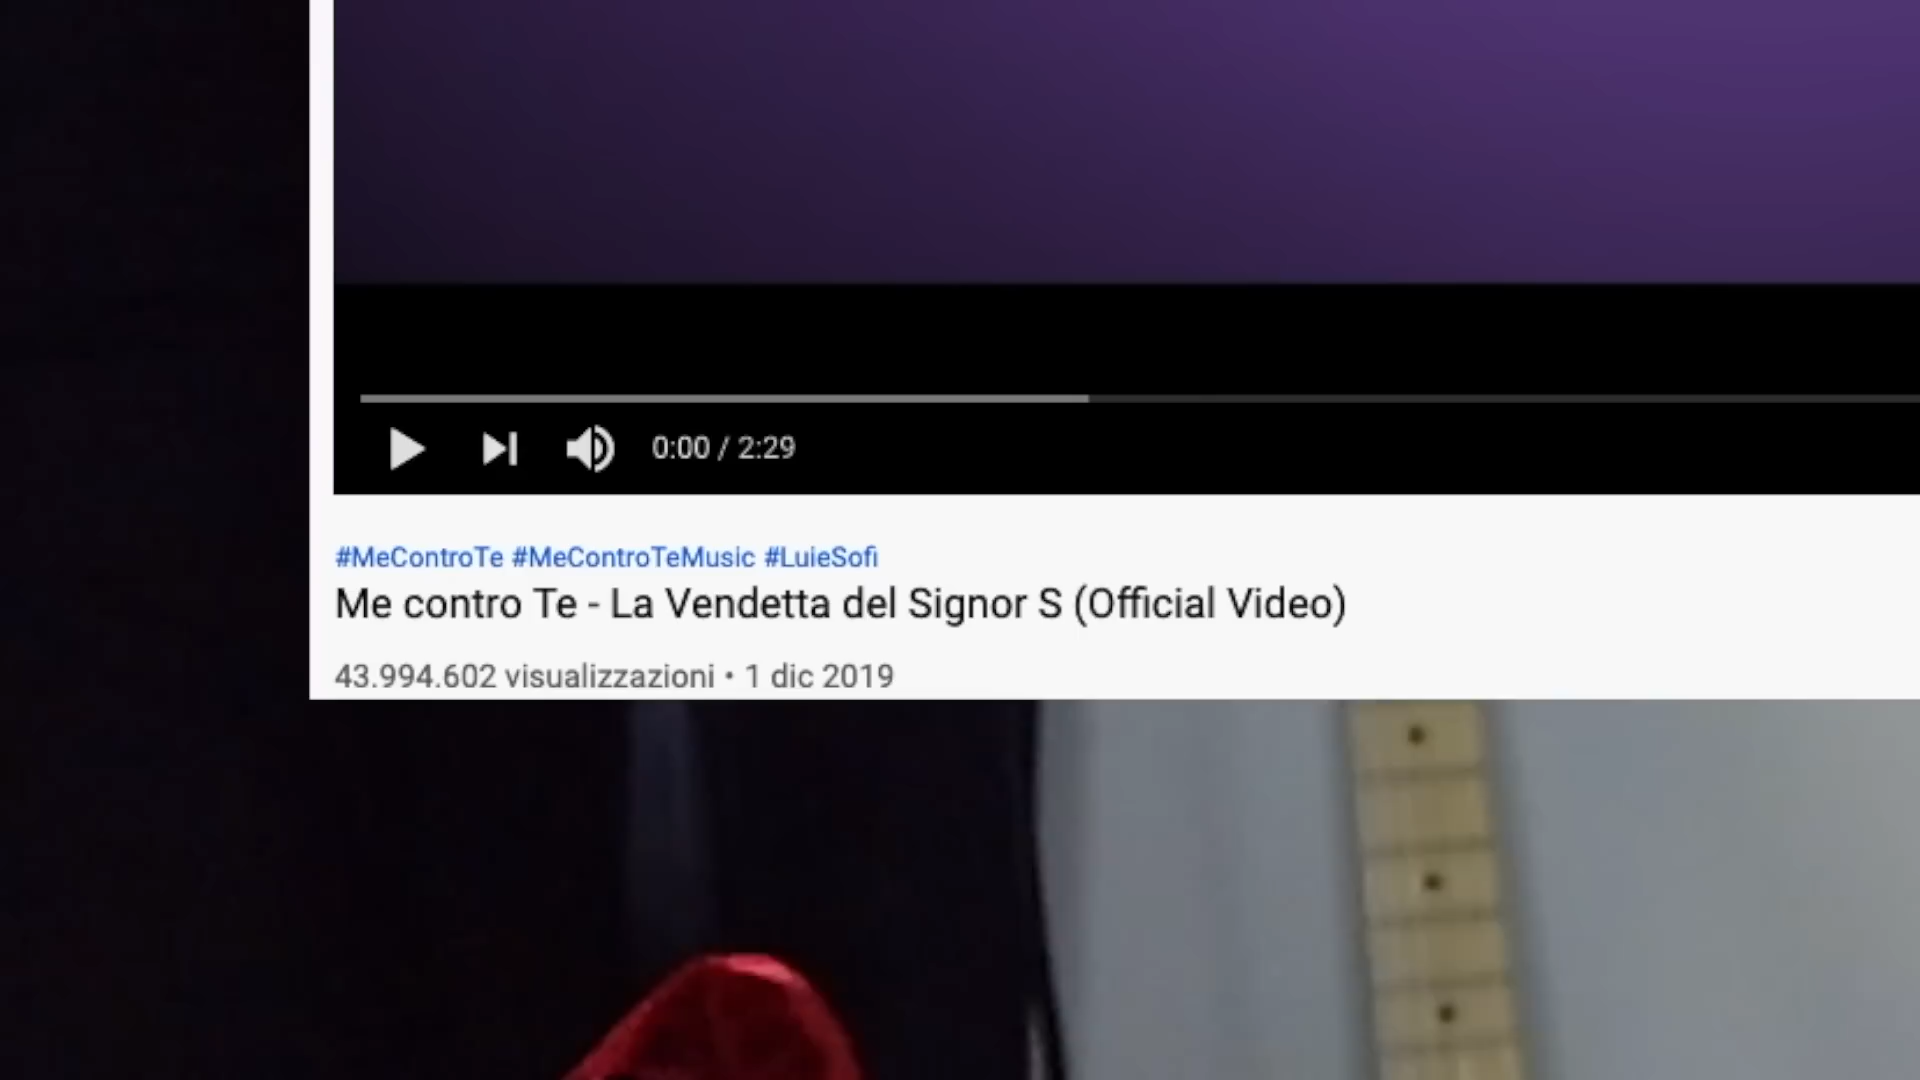 0:00 / 2:29
#MeControTe #MeControTeMusic #LuieSofi
Me contro Te - La Vendetta del Signor S (Official Video)
43.994.602 visualizzazioni • 1 dic 2019